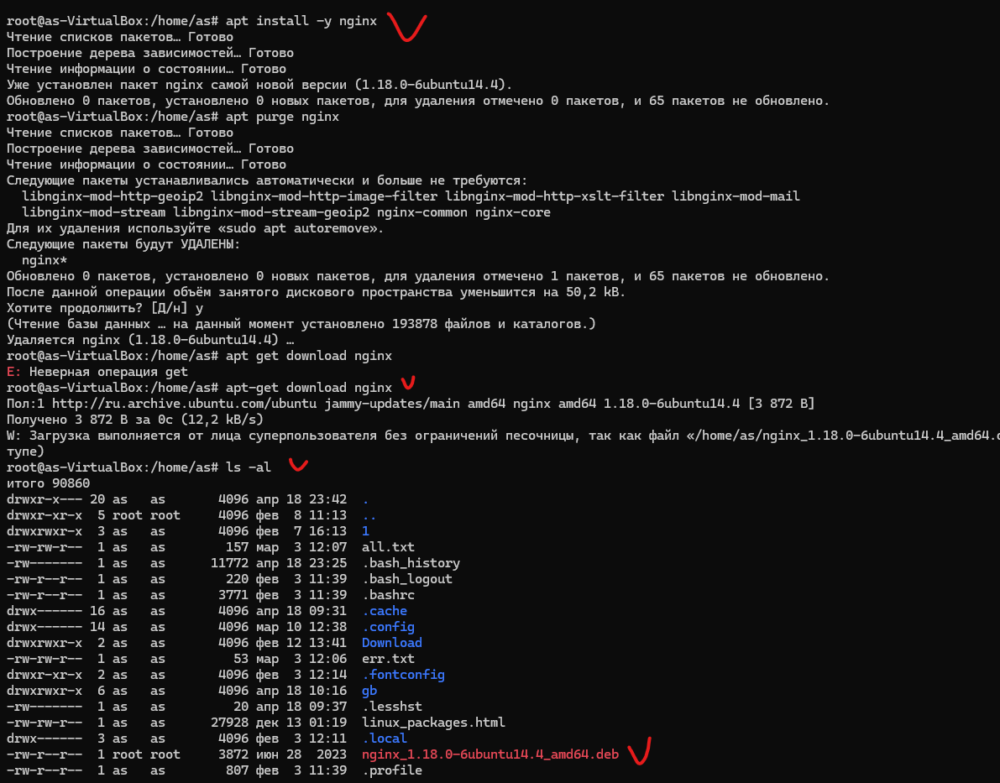 root@as-VirtualBox:/home/as# apt install -y nginx
Чтение списков пакетов… Готово
Построение дерева зависимостей… Готово
Чтение информации о состоянии… Готово
Уже установлен пакет nginx самой новой версии (1.18.0-6ubuntu14.4).
Обновлено 0 пакетов, установлено 0 новых пакетов, для удаления отмечено 0 пакетов, и 65 пакетов не обновлено.
root@as-VirtualBox:/home/as# apt purge nginx
Чтение списков пакетов… Готово
Построение дерева зависимостей… Готово
Чтение информации о состоянии… Готово
Следующие пакеты устанавливались автоматически и больше не требуются:
  libnginx-mod-http-geoip2 libnginx-mod-http-image-filter libnginx-mod-http-xslt-filter libnginx-mod-mail
  libnginx-mod-stream libnginx-mod-stream-geoip2 nginx-common nginx-core
Для их удаления используйте «sudo apt autoremove».
Следующие пакеты будут УДАЛЕНЫ:
  nginx*
Обновлено 0 пакетов, установлено 0 новых пакетов, для удаления отмечено 1 пакетов, и 65 пакетов не обновлено.
После данной операции объём занятого дискового пространства уменьшится на 50,2 kB.
Хотите продолжить? [Д/н] y
(Чтение базы данных … на данный момент установлено 193878 файлов и каталогов.)
Удаляется nginx (1.18.0-6ubuntu14.4) …
root@as-VirtualBox:/home/as# apt get download nginx
E: Неверная операция get
root@as-VirtualBox:/home/as# apt-get download nginx
Пол:1 http://ru.archive.ubuntu.com/ubuntu jammy-updates/main amd64 nginx amd64 1.18.0-6ubuntu14.4 [3 872 B]
Получено 3 872 B за 0с (12,2 kB/s)
W: Загрузка выполняется от лица суперпользователя без ограничений песочницы, так как файл «/home/as/nginx_1.18.0-6ubuntu14.4_amd64.d
тупе)
root@as-VirtualBox:/home/as# ls -al
итого 90860
drwxr-x--- 20 as   as      4096 апр 18 23:42  .
drwxr-xr-x  5 root root    4096 фев  8 11:13  ..
drwxrwxr-x  3 as   as      4096 фев  7 16:13  1
-rw-rw-r--  1 as   as       157 мар  3 12:07  all.txt
-rw-------  1 as   as     11772 апр 18 23:25  .bash_history
-rw-r--r--  1 as   as       220 фев  3 11:39  .bash_logout
-rw-r--r--  1 as   as      3771 фев  3 11:39  .bashrc
drwx------ 16 as   as      4096 апр 18 09:31  .cache
drwx------ 14 as   as      4096 мар 10 12:38  .config
drwxrwxr-x  2 as   as      4096 фев 12 13:41  Download
-rw-rw-r--  1 as   as        53 мар  3 12:06  err.txt
drwxr-xr-x  2 as   as      4096 фев  3 12:14  .fontconfig
drwxrwxr-x  6 as   as      4096 апр 18 10:16  gb
-rw-------  1 as   as        20 апр 18 09:37  .lesshst
-rw-rw-r--  1 as   as     27928 дек 13 01:19  linux_packages.html
drwx------  3 as   as      4096 фев  3 12:11  .local
-rw-r--r--  1 root root    3872 июн 28  2023  nginx_1.18.0-6ubuntu14.4_amd64.deb
-rw-r--r--  1 as   as       807 фев  3 11:39  .profile